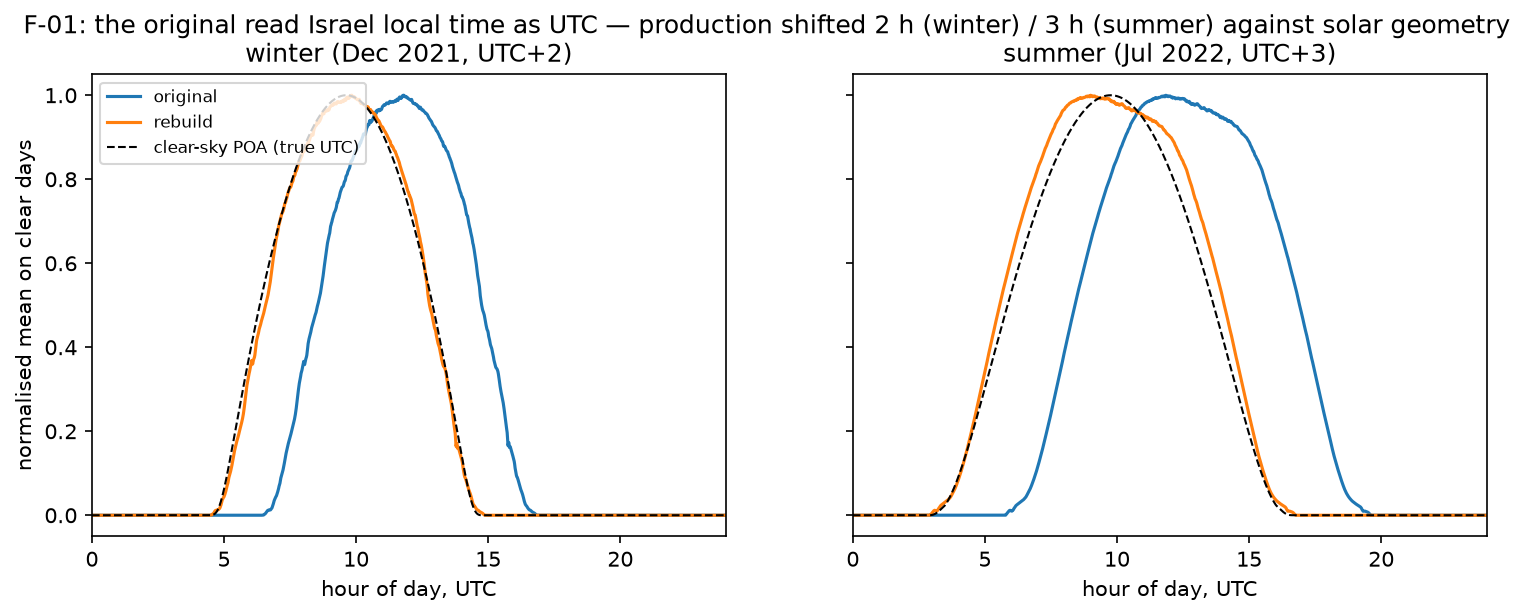 F-01: the original read Israel local time as UTC — production shifted 2 h (winter) / 3 h (summer) against solar geometry
winter (Dec 2021, UTC+2)
summer (Jul 2022, UTC+3)
normalised mean on clear days
1.0
0.8
0.6
0.4
0.2
0.0
original
rebuild
clear-sky POA (true UTC)
0 5 10 15 20
hour of day, UTC
0 5 10 15 20
hour of day, UTC